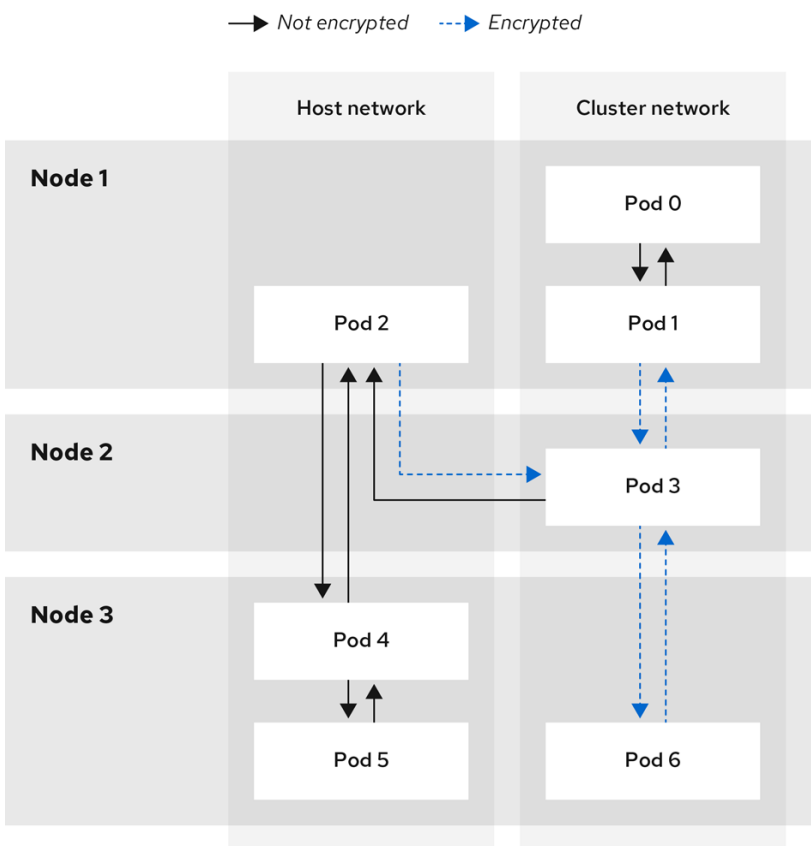 Not encrypted
Encrypted
Host network
Cluster network
Node 1
Pod 0
Pod 2
Pod 1
Node 2
Pod 3
Node 3
Pod 4
Pod 5
Pod 6